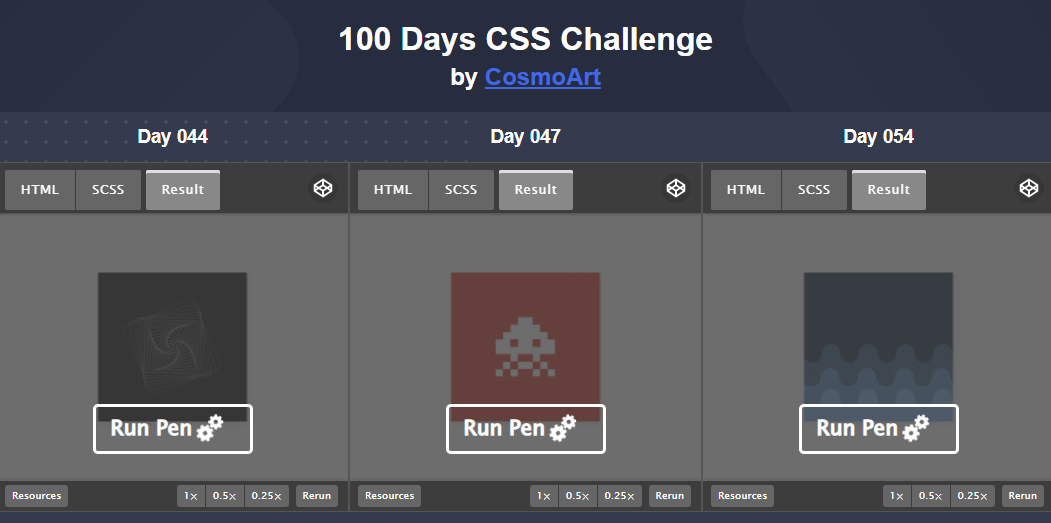 100 Days CSS Challenge
by CosmoArt
Day 044
Day 047
Day 054
HTML SCSS Result
HTML SCSS Result
HTML SCSS Result
Run Pen
Run Pen
Run Pen
Resources 1× 0.5× 0.25× Rerun
Resources 1× 0.5× 0.25× Rerun
Resources 1× 0.5× 0.25× Rerun